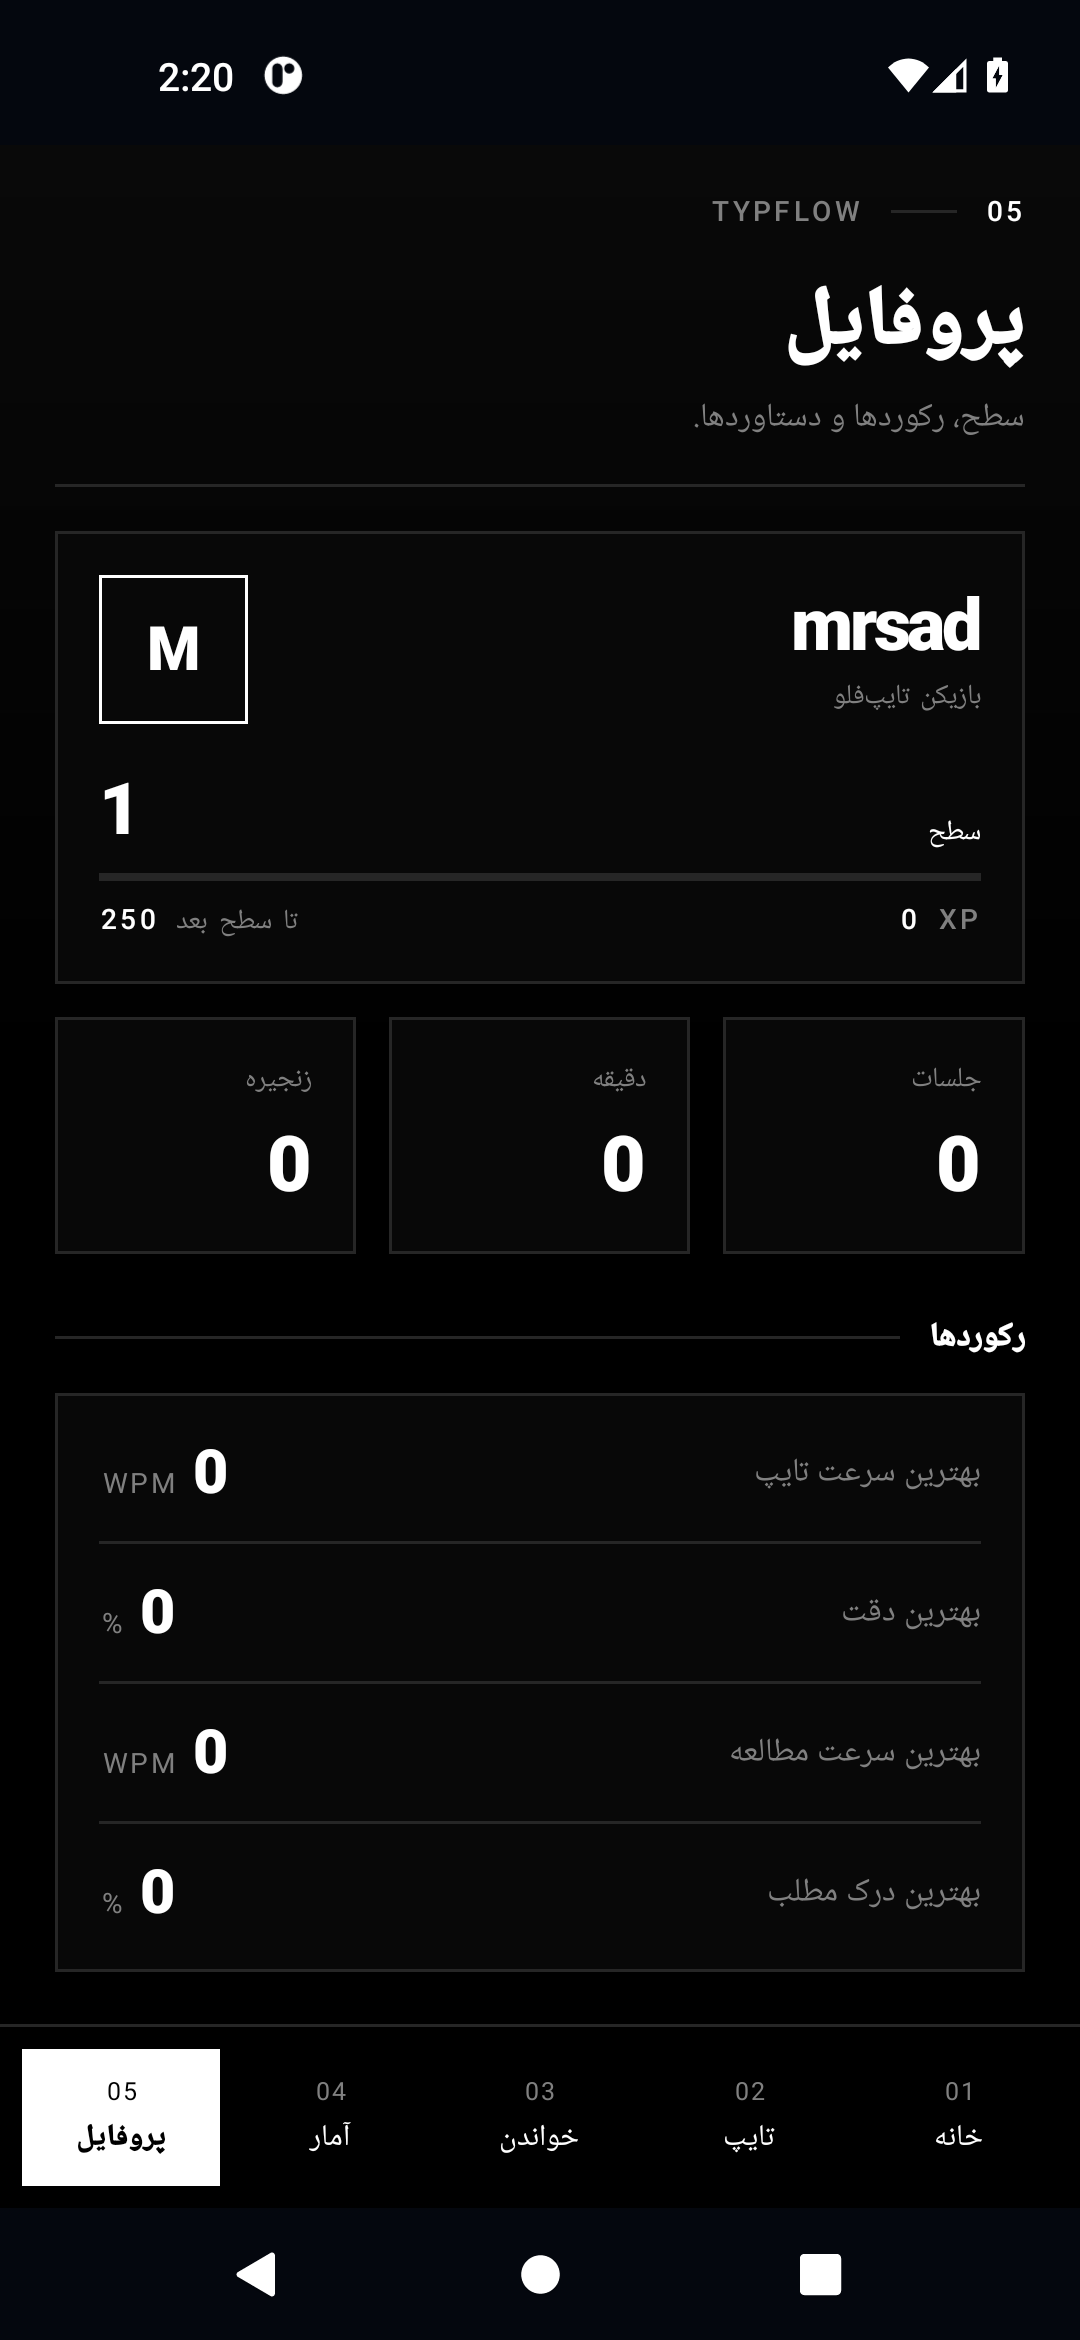 2:20
05 TYPFLOW
پروفایل
سطح، رکوردها و دستاوردها.
mrsad
M
بازیکن تایپ‌فلو
سطح 1
XP 0
تا سطح بعد 250
جلسات
0
دقیقه
0
زنجیره
0
رکوردها
بهترین سرعت تایپ 0 WPM
بهترین دقت 0 %
بهترین سرعت مطالعه 0 WPM
بهترین درک مطلب 0 %
01
خانه
02
تایپ
03
خواندن
04
آمار
05
پروفایل